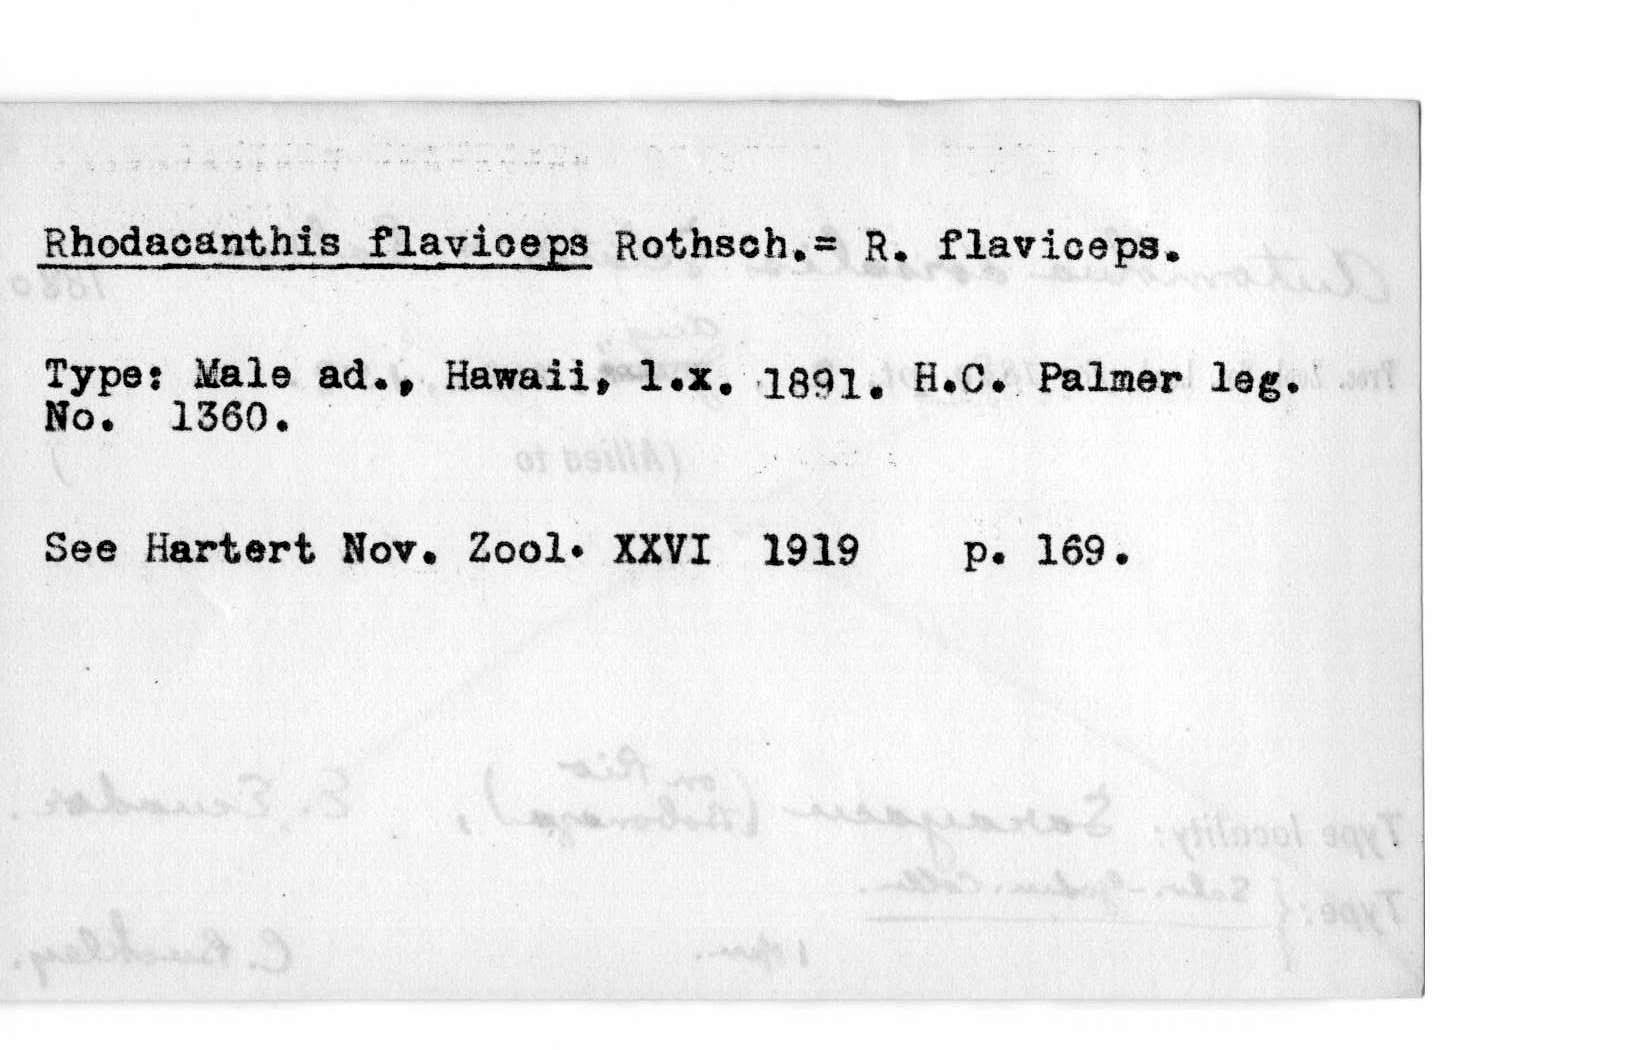 Rhodacanthis flaviceps Rothsch.= R. flaviceps.
Type: Male ad., Hawaii, l.x. 1891. H.C. Palmer leg.
No. 1360.
See Hartert Nov. Zool. XXVI 1919 p. 169.